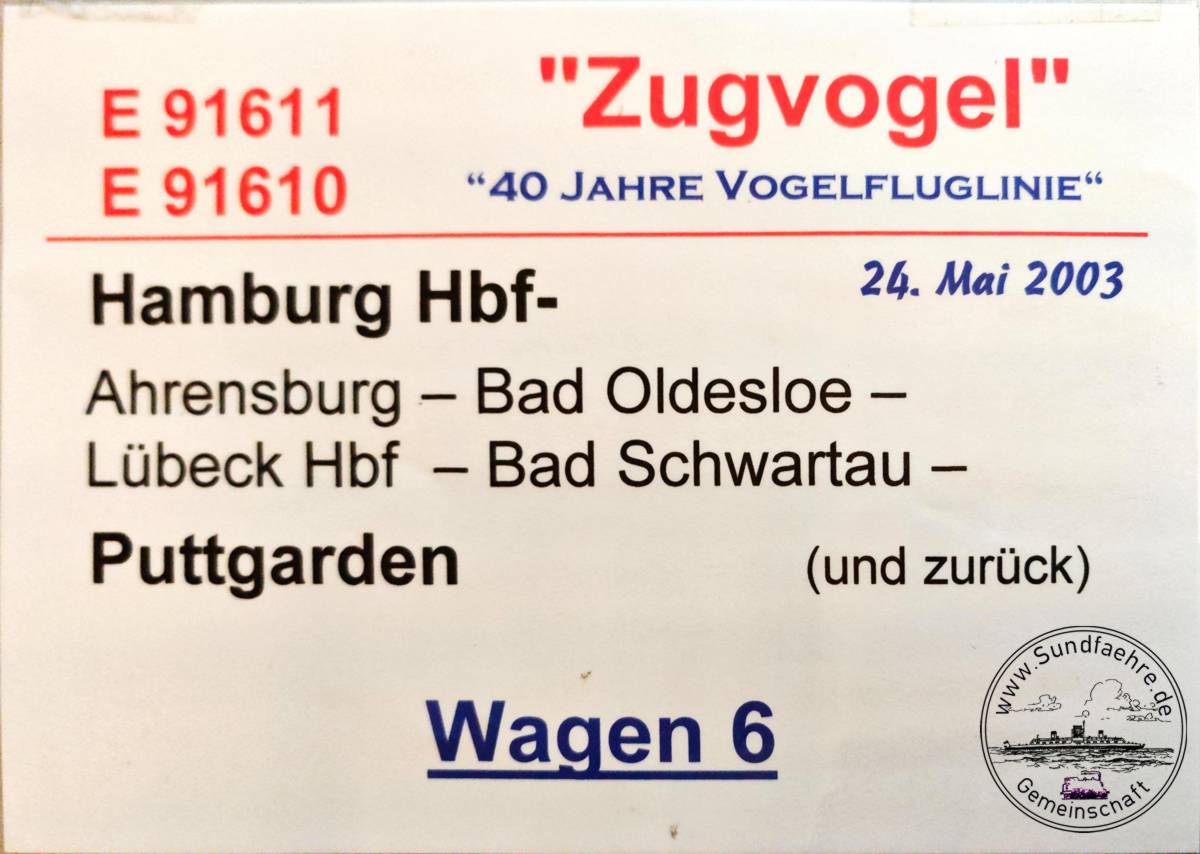 E 91611
"Zugvogel"
E 91610
“40 JAHRE VOGELFLUGLINIE“
24. Mai 2003
Hamburg Hbf-
Ahrensburg – Bad Oldesloe –
Lübeck Hbf – Bad Schwartau –
Puttgarden (und zurück)
Wagen 6
www.Sundfaehre.de
Gemeinschaft